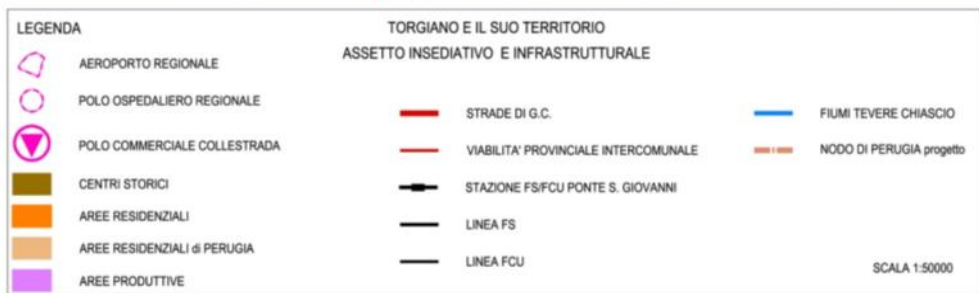 LEGENDA
TORGIANO E IL SUO TERRITORIO
ASSETTO INSEDIATIVO E INFRASTRUTTURALE
AEROPORTO REGIONALE
POLO OSPEDALIERO REGIONALE
POLO COMMERCIALE COLLESTRADA
CENTRI STORICI
AREE RESIDENZIALI
AREE RESIDENZIALI di PERUGIA
AREE PRODUTTIVE
STRADE DI G.C.
VIABILITA' PROVINCIALE INTERCOMUNALE
STAZIONE FS/FCU PONTE S. GIOVANNI
LINEA FS
LINEA FCU
FIUMI TEVERE CHIASCIO
NODO DI PERUGIA progetto
SCALA 1:50000